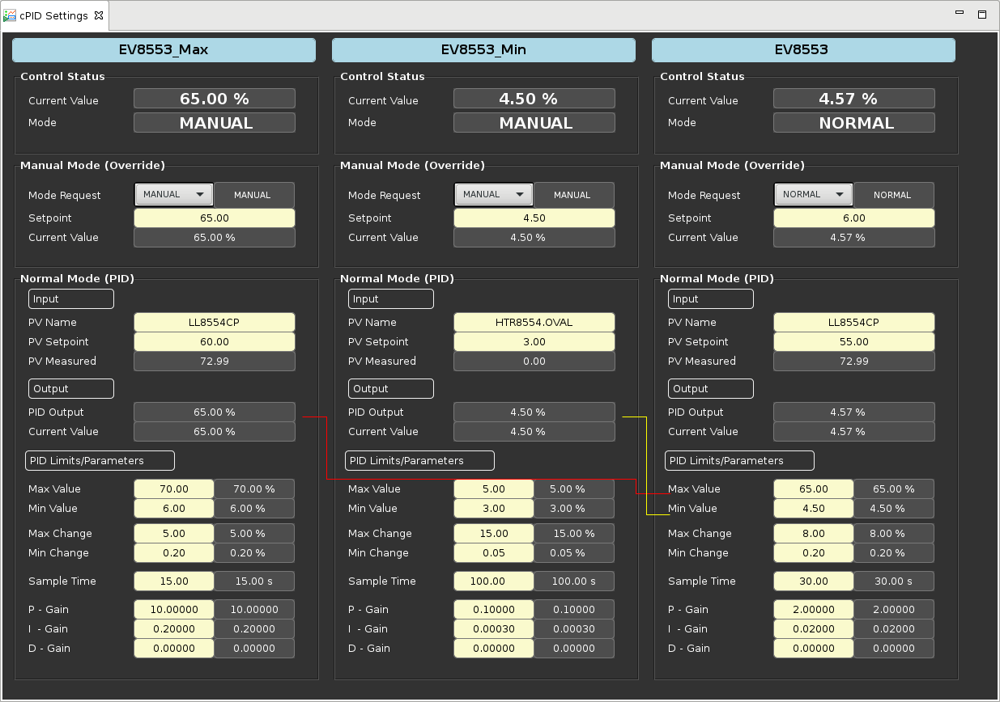 cPID Settings
EV8553_Max
Control Status
Current Value 65.00 %
Mode MANUAL
Manual Mode (Override)
Mode Request MANUAL MANUAL
Setpoint 65.00
Current Value 65.00 %
Normal Mode (PID)
Input
PV Name LL8554CP
PV Setpoint 60.00
PV Measured 72.99
Output
PID Output 65.00 %
Current Value 65.00 %
PID Limits/Parameters
Max Value 70.00 70.00 %
Min Value 6.00 6.00 %
Max Change 5.00 5.00 %
Min Change 0.20 0.20 %
Sample Time 15.00 15.00 s
P - Gain 10.00000 10.00000
I - Gain 0.20000 0.20000
D - Gain 0.00000 0.00000
EV8553_Min
Control Status
Current Value 4.50 %
Mode MANUAL
Manual Mode (Override)
Mode Request MANUAL MANUAL
Setpoint 4.50
Current Value 4.50 %
Normal Mode (PID)
Input
PV Name HTR8554.OVAL
PV Setpoint 3.00
PV Measured 0.00
Output
PID Output 4.50 %
Current Value 4.50 %
PID Limits/Parameters
Max Value 5.00 5.00 %
Min Value 3.00 3.00 %
Max Change 15.00 15.00 %
Min Change 0.05 0.05 %
Sample Time 100.00 100.00 s
P - Gain 0.10000 0.10000
I - Gain 0.00030 0.00030
D - Gain 0.00000 0.00000
EV8553
Control Status
Current Value 4.57 %
Mode NORMAL
Manual Mode (Override)
Mode Request NORMAL NORMAL
Setpoint 6.00
Current Value 4.57 %
Normal Mode (PID)
Input
PV Name LL8554CP
PV Setpoint 55.00
PV Measured 72.99
Output
PID Output 4.57 %
Current Value 4.57 %
PID Limits/Parameters
Max Value 65.00 65.00 %
Min Value 4.50 4.50 %
Max Change 8.00 8.00 %
Min Change 0.20 0.20 %
Sample Time 30.00 30.00 s
P - Gain 2.00000 2.00000
I - Gain 0.02000 0.02000
D - Gain 0.00000 0.00000